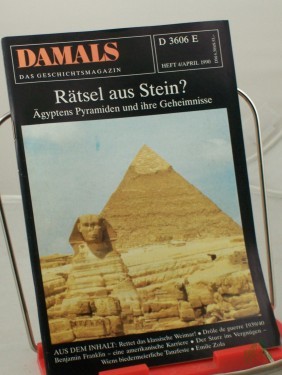 DAMALS
DAS GESCHICHTSMAGAZIN
D 3606 E
HEFT 4/APRIL 1990
Rätsel aus Stein?
Ägyptens Pyramiden und ihre Geheimnisse
AUS DEM INHALT: Rettet das klassische Weimar! • Drôle de guerre 1939/40
Benjamin Franklin – eine amerikanische Karriere • Der Sturz ins Vergnügen –
Wiens biedermeierliche Tanzfeste • Emile Zola